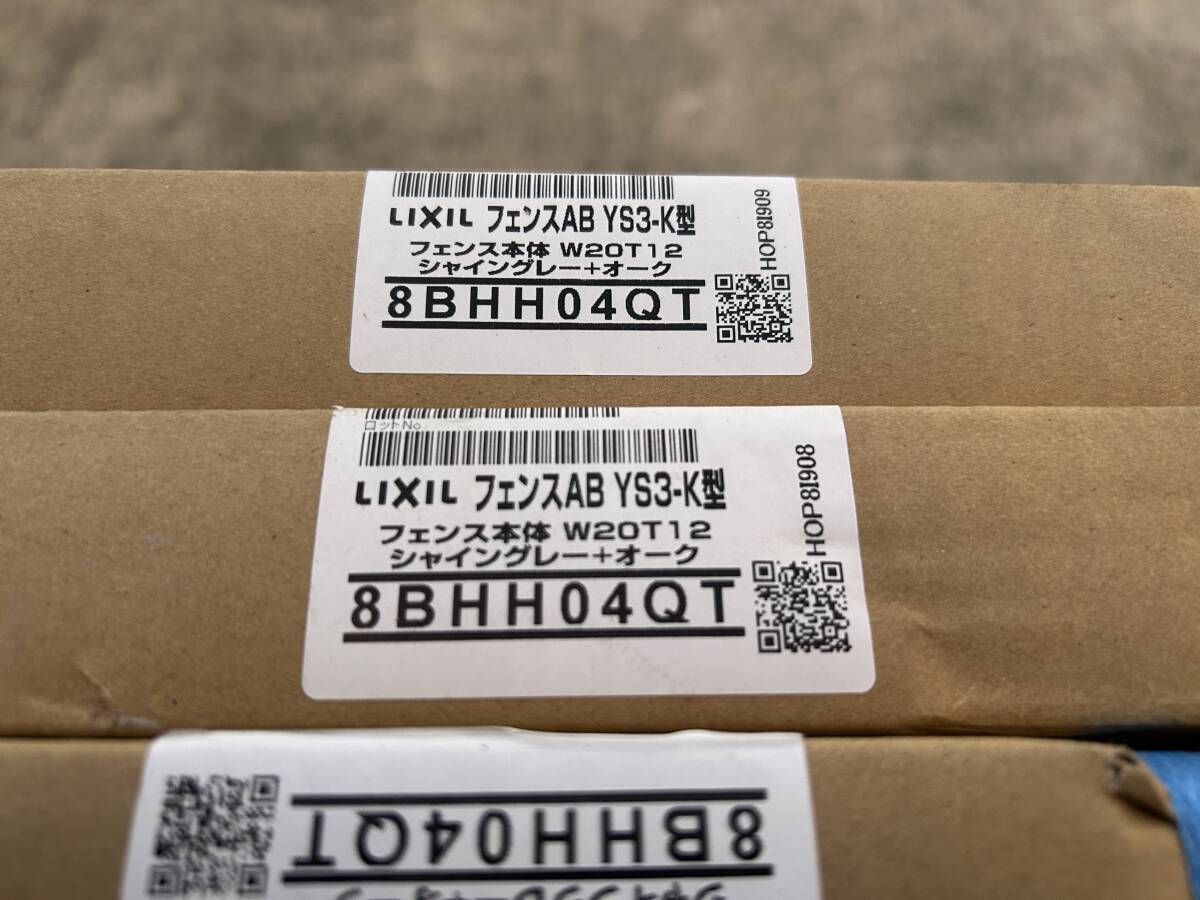 LIXIL フェンスAB YS3-K型
フェンス本体 W20T12
シャイングレー+オーク
8BHH04QT
HOP8I909
ロットNo
LIXIL フェンスAB YS3-K型
フェンス本体 W20T12
シャイングレー+オーク
8BHH04QT
HOP8I908
8BHH04QT